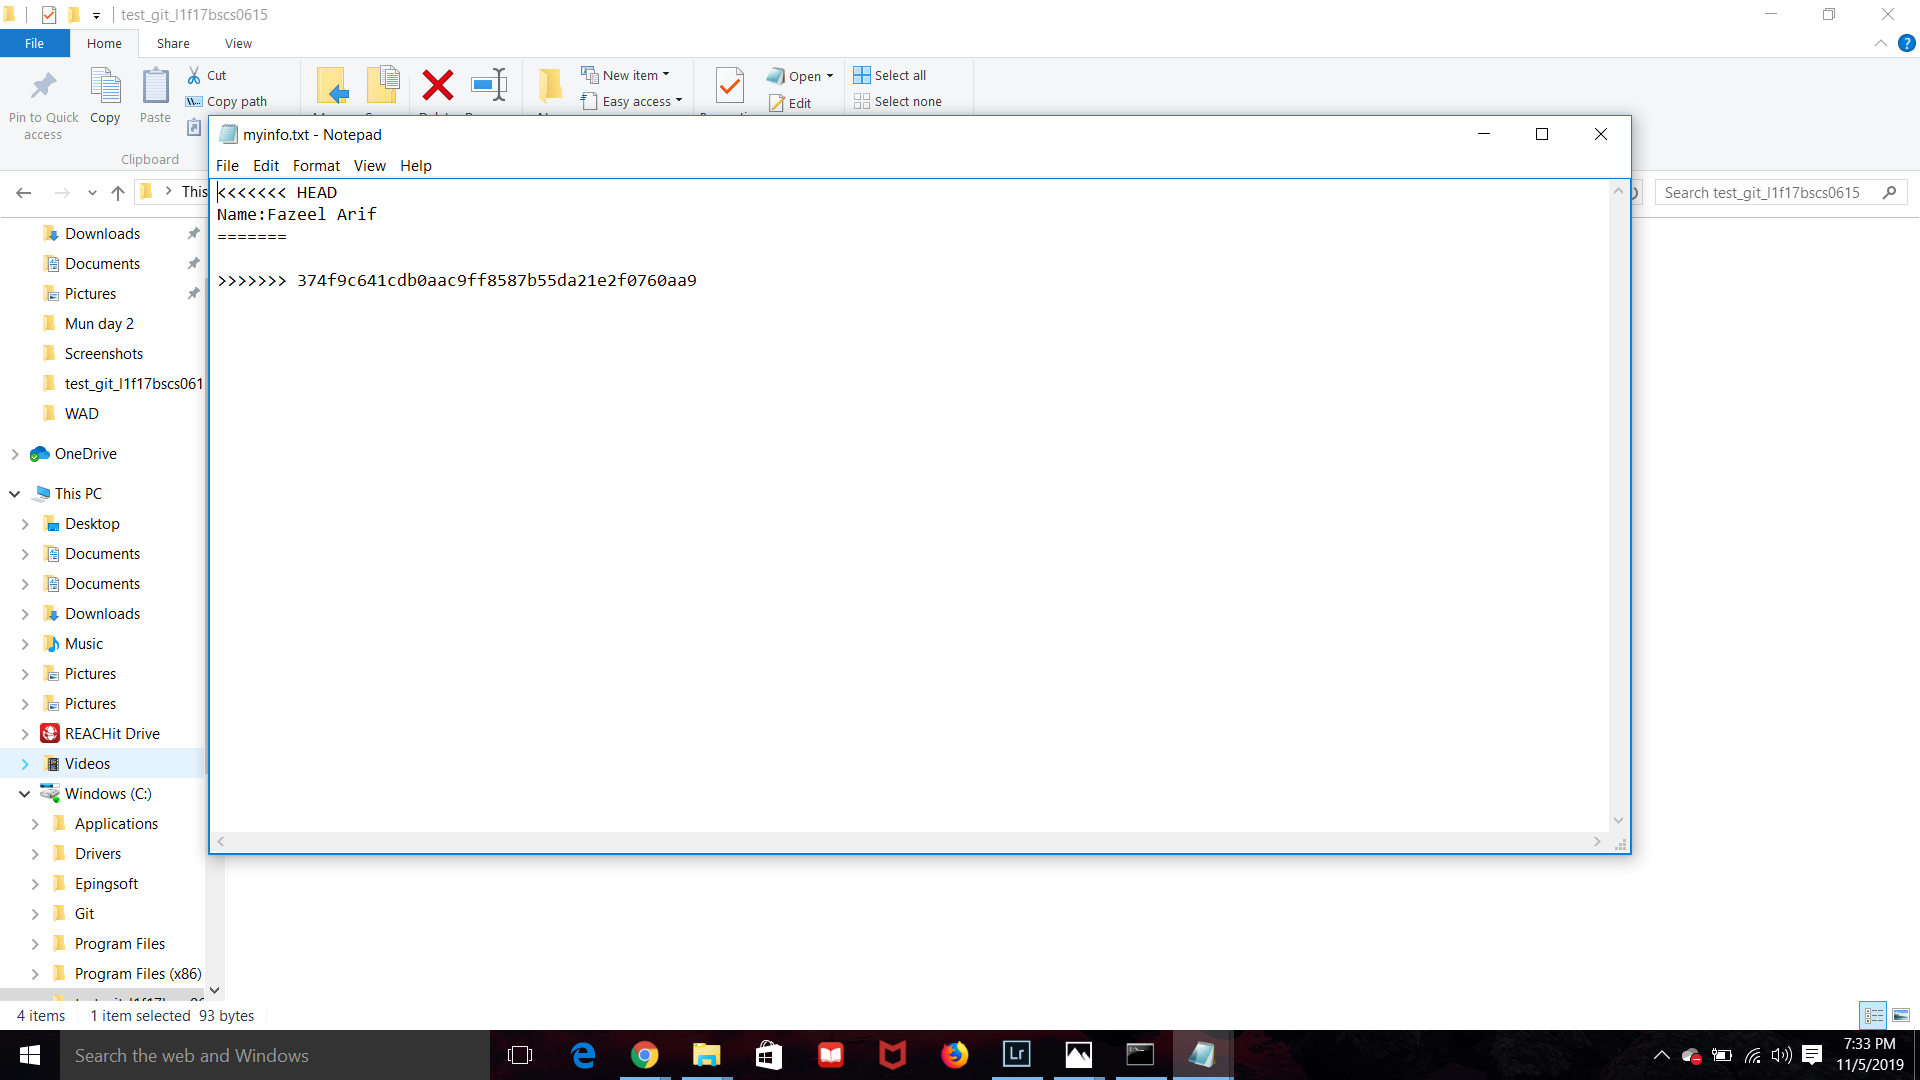 test_git_l1f17bscs0615
File Home Share View
Pin to Quick access
Copy
Paste
Cut
Copy path
New item
Easy access
Open
Edit
Select all
Select none
Clipboard
This
Search test_git_l1f17bscs0615
myinfo.txt - Notepad
File Edit Format View Help
<<<<<<< HEAD
Name:Fazeel Arif
=======
>>>>>>> 374f9c641cdb0aac9ff8587b55da21e2f0760aa9
Downloads
Documents
Pictures
Mun day 2
Screenshots
test_git_l1f17bscs061
WAD
OneDrive
This PC
Desktop
Documents
Documents
Downloads
Music
Pictures
Pictures
REACHit Drive
Videos
Windows (C:)
Applications
Drivers
Epingsoft
Git
Program Files
Program Files (x86)
4 items 1 item selected 93 bytes
Search the web and Windows
Lr
7:33 PM
11/5/2019